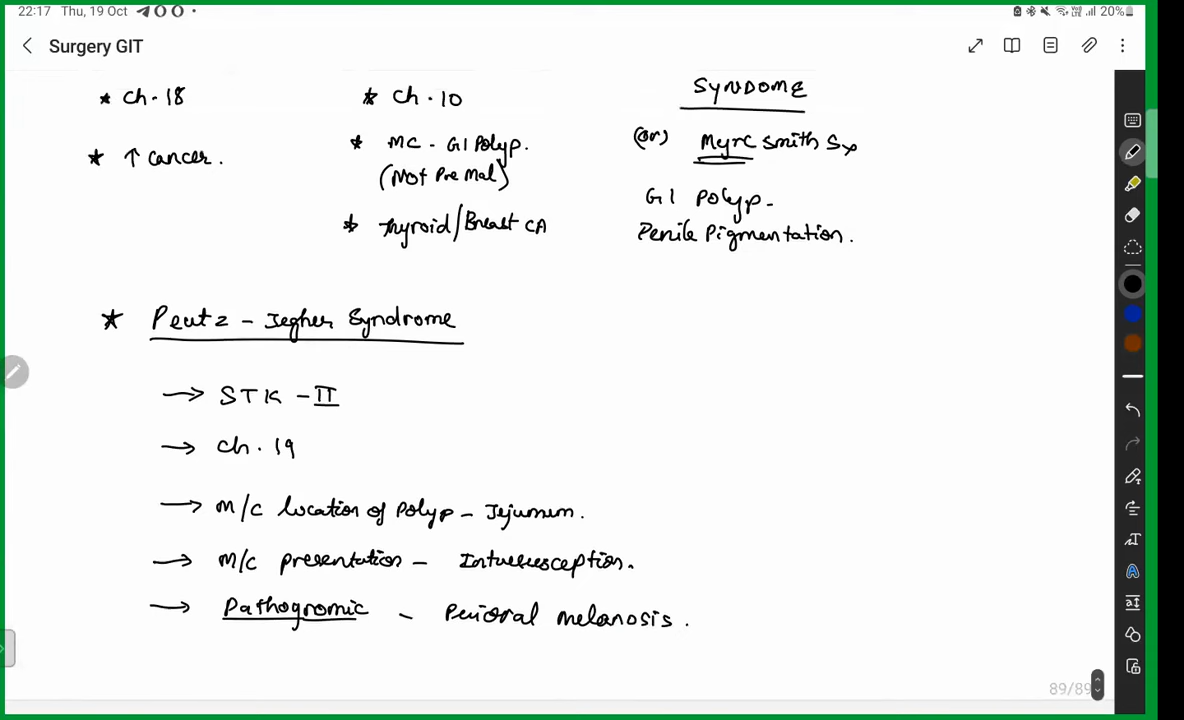 22:17 Thu, 19 Oct
20%
Surgery GIT
* Ch. 18
* ↑ cancer.
* Ch. 10
* MC - GI Polyp.
(Not Pre Mal)
* Thyroid/Breast CA
SYNDOME
(or) Myrc smith Sx
GI Polyp -
Penile Pigmentation.
* Peutz - Jegher Syndrome
→ STK - II
→ Ch. 19
→ M/C location of Polyp - Jejunum.
→ M/C presentation - Intussusception.
→ Pathogromic - Perioral melanosis.
89/89